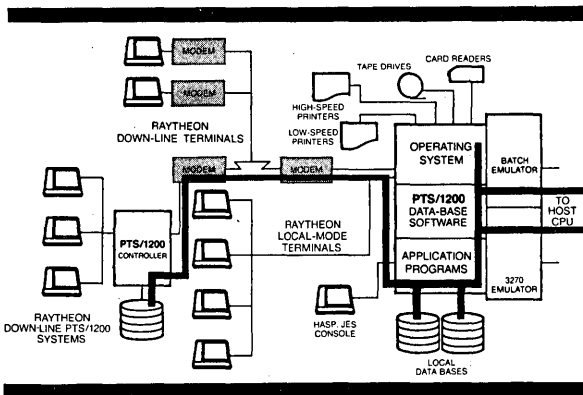 MODEM
MODEM
RAYTHEON
DOWN-LINE TERMINALS
CARD READERS
TAPE DRIVES
HIGH-SPEED
PRINTERS
LOW-SPEED
PRINTERS
OPERATING
SYSTEM
BATCH
EMULATOR
MODEM
MODEM
PTS/1200
CONTROLLER
RAYTHEON
LOCAL-MODE
TERMINALS
PTS/1200
DATA-BASE
SOFTWARE
TO
HOST
CPU
APPLICATION
PROGRAMS
3270
EMULATOR
RAYTHEON
DOWN-LINE PTS/1200
SYSTEMS
HASP, JES
CONSOLE
LOCAL
DATA BASES